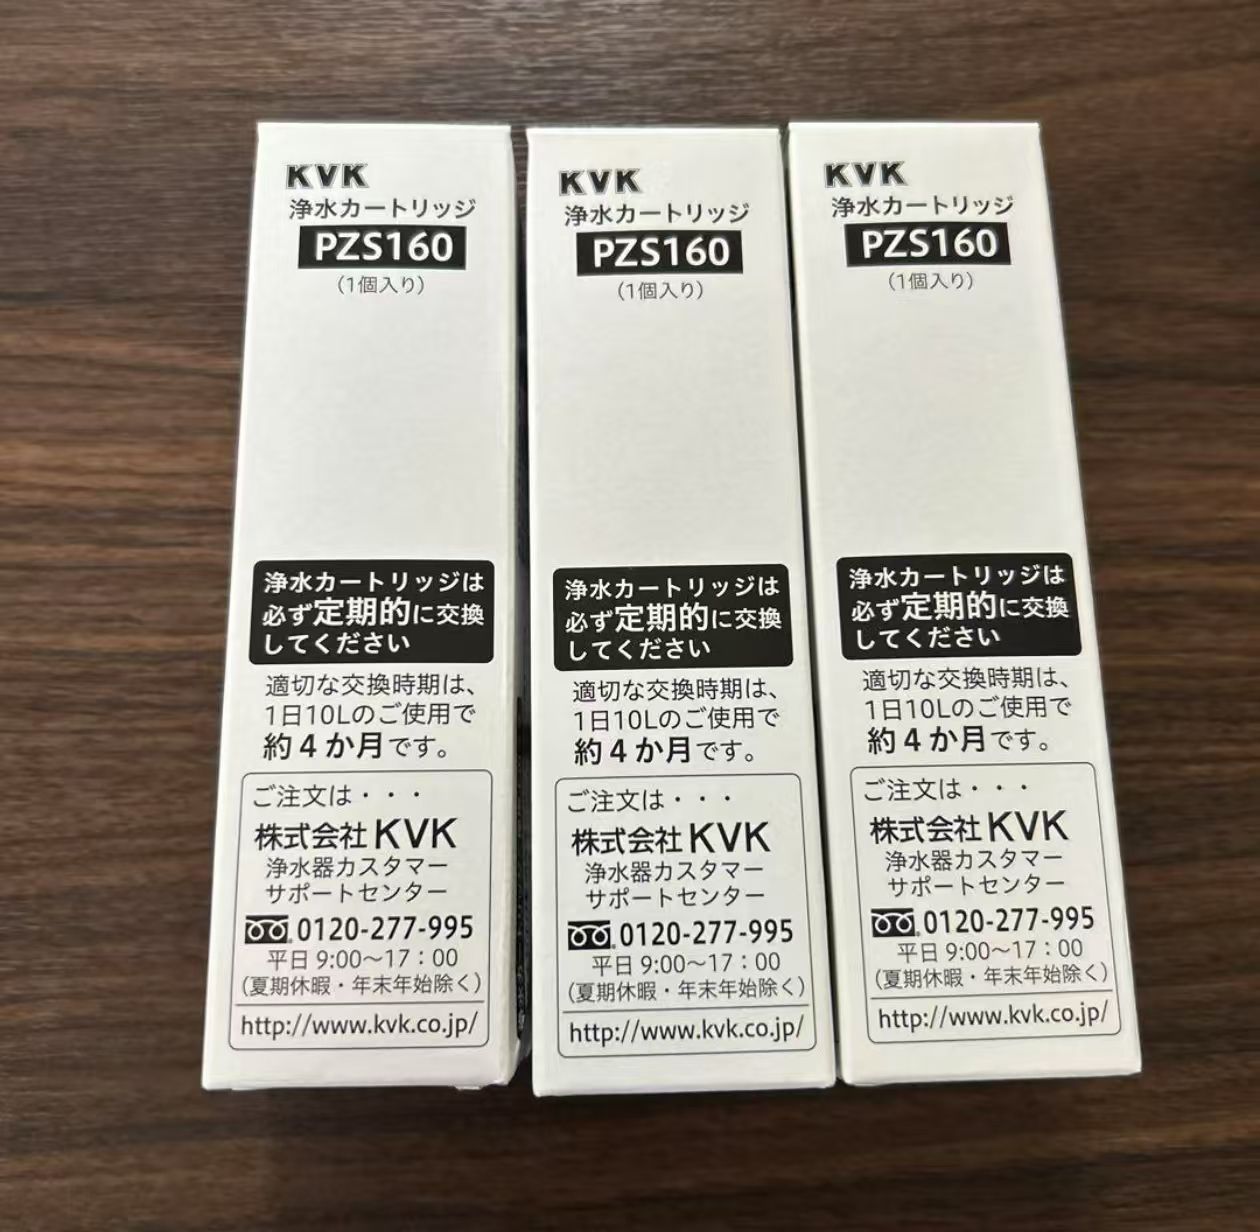 KVK
浄水カートリッジ
PZS160
(1個入り)
浄水カートリッジは
必ず定期的に交換
してください
適切な交換時期は、
1日10Lのご使用で
約4か月です。
ご注文は・・・
株式会社KVK
浄水器カスタマー
サポートセンター
0120-277-995
平日 9:00～17：00
(夏期休暇・年末年始除く)
http://www.kvk.co.jp/
KVK
浄水カートリッジ
PZS160
(1個入り)
浄水カートリッジは
必ず定期的に交換
してください
適切な交換時期は、
1日10Lのご使用で
約4か月です。
ご注文は・・・
株式会社KVK
浄水器カスタマー
サポートセンター
0120-277-995
平日 9:00～17：00
(夏期休暇・年末年始除く)
http://www.kvk.co.jp/
KVK
浄水カートリッジ
PZS160
(1個入り)
浄水カートリッジは
必ず定期的に交換
してください
適切な交換時期は、
1日10Lのご使用で
約4か月です。
ご注文は・・・
株式会社KVK
浄水器カスタマー
サポートセンター
0120-277-995
平日 9:00～17：00
(夏期休暇・年末年始除く)
http://www.kvk.co.jp/